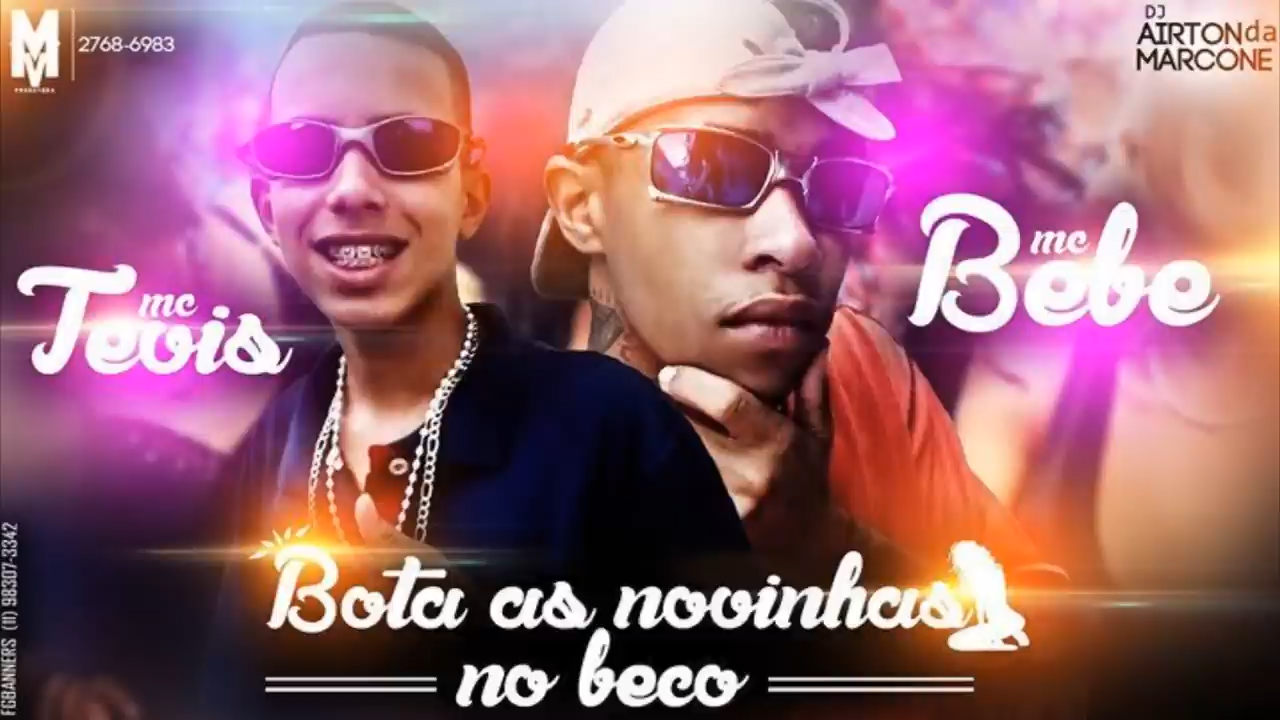 MM
2768-6983
DJ
AIRTON da
MARCONE
mc
Tevis
mc
Bebe
Bota as novinhas
no beco
FGBANNERS (11) 98307-3342